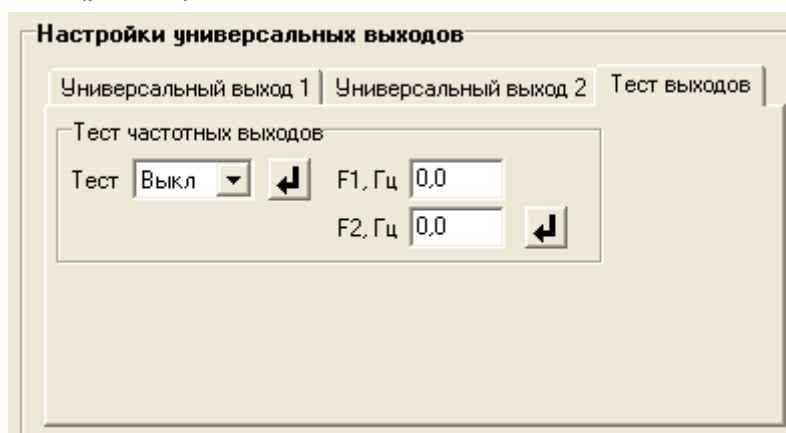 Настройки универсальных выходов
Универсальный выход 1 Универсальный выход 2 Тест выходов
Тест частотных выходов
Тест Выкл F1, Гц 0,0
F2, Гц 0,0